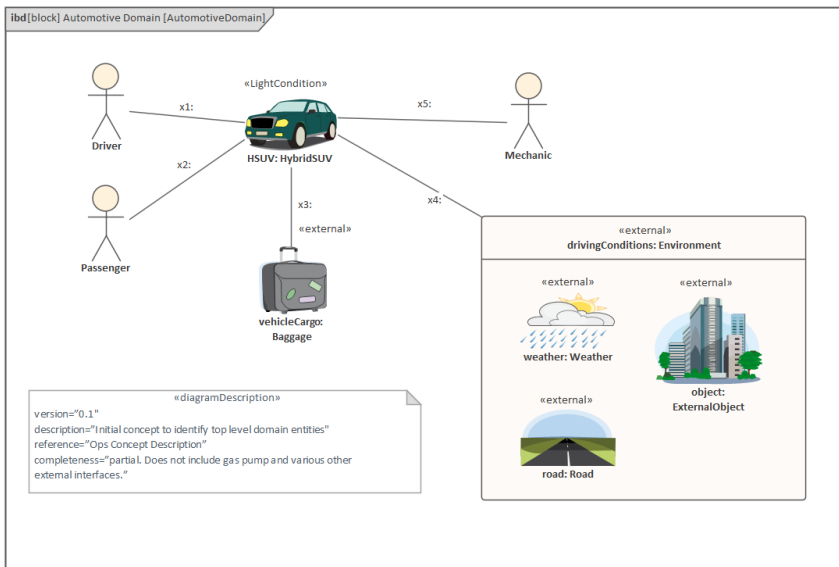 ibd [block] Automotive Domain [AutomotiveDomain]
«LightCondition»
x1:
x5:
Driver
HSUV: HybridSUV
Mechanic
x2:
x3:
x4:
«external»
Passenger
vehicleCargo:
Baggage
«external»
drivingConditions: Environment
«external»
weather: Weather
«external»
object:
ExternalObject
«external»
road: Road
«diagramDescription»
version="0.1"
description="Initial concept to identify top level domain entities"
reference="Ops Concept Description"
completeness="partial. Does not include gas pump and various other
external interfaces."